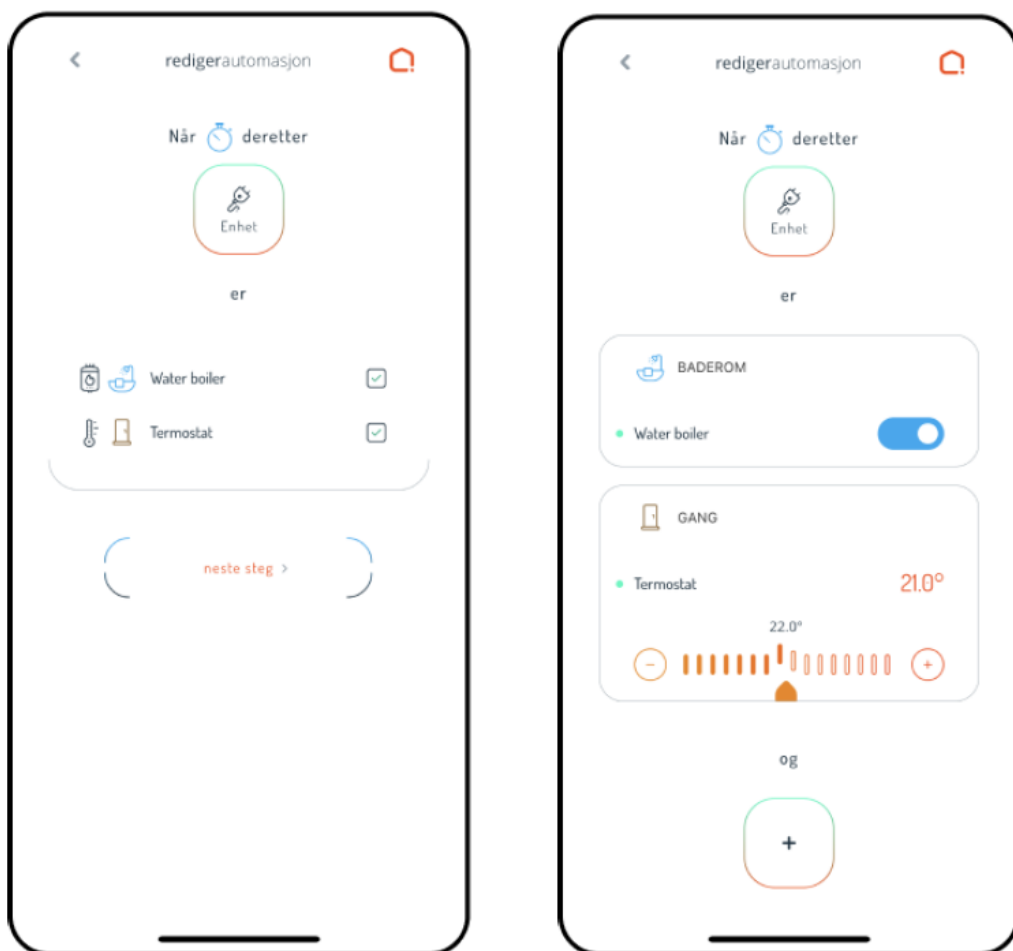 redigerautomasjon
Når deretter
Enhet
er
Water boiler
Termostat
neste steg >
redigerautomasjon
Når deretter
Enhet
er
BADEROM
Water boiler
GANG
Termostat 21.0°
22.0°
og